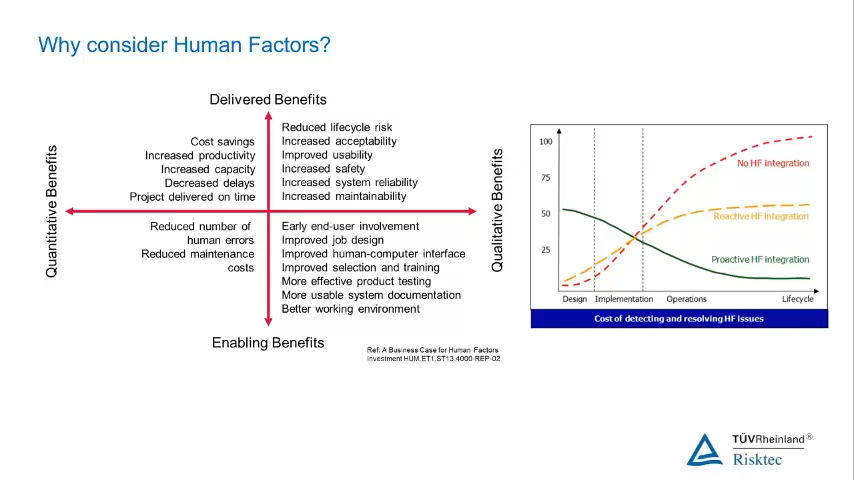 Why consider Human Factors?
Delivered Benefits
Quantitative Benefits
Cost savings
Increased productivity
Increased capacity
Decreased delays
Project delivered on time
Reduced lifecycle risk
Increased acceptability
Improved usability
Increased safety
Increased system reliability
Increased maintainability
Qualitative Benefits
Reduced number of
human errors
Reduced maintenance
costs
Early end-user involvement
Improved job design
Improved human-computer interface
Improved selection and training
More effective product testing
More usable system documentation
Better working environment
Enabling Benefits
Ref: A Business Case for Human Factors
Investment HUM.ET1.ST13.4000-REP-02
100
75
50
25
No HF integration
Reactive HF integration
Proactive HF integration
Design Implementation Operations Lifecycle
Cost of detecting and resolving HF issues
TÜVRheinland®
Risktec